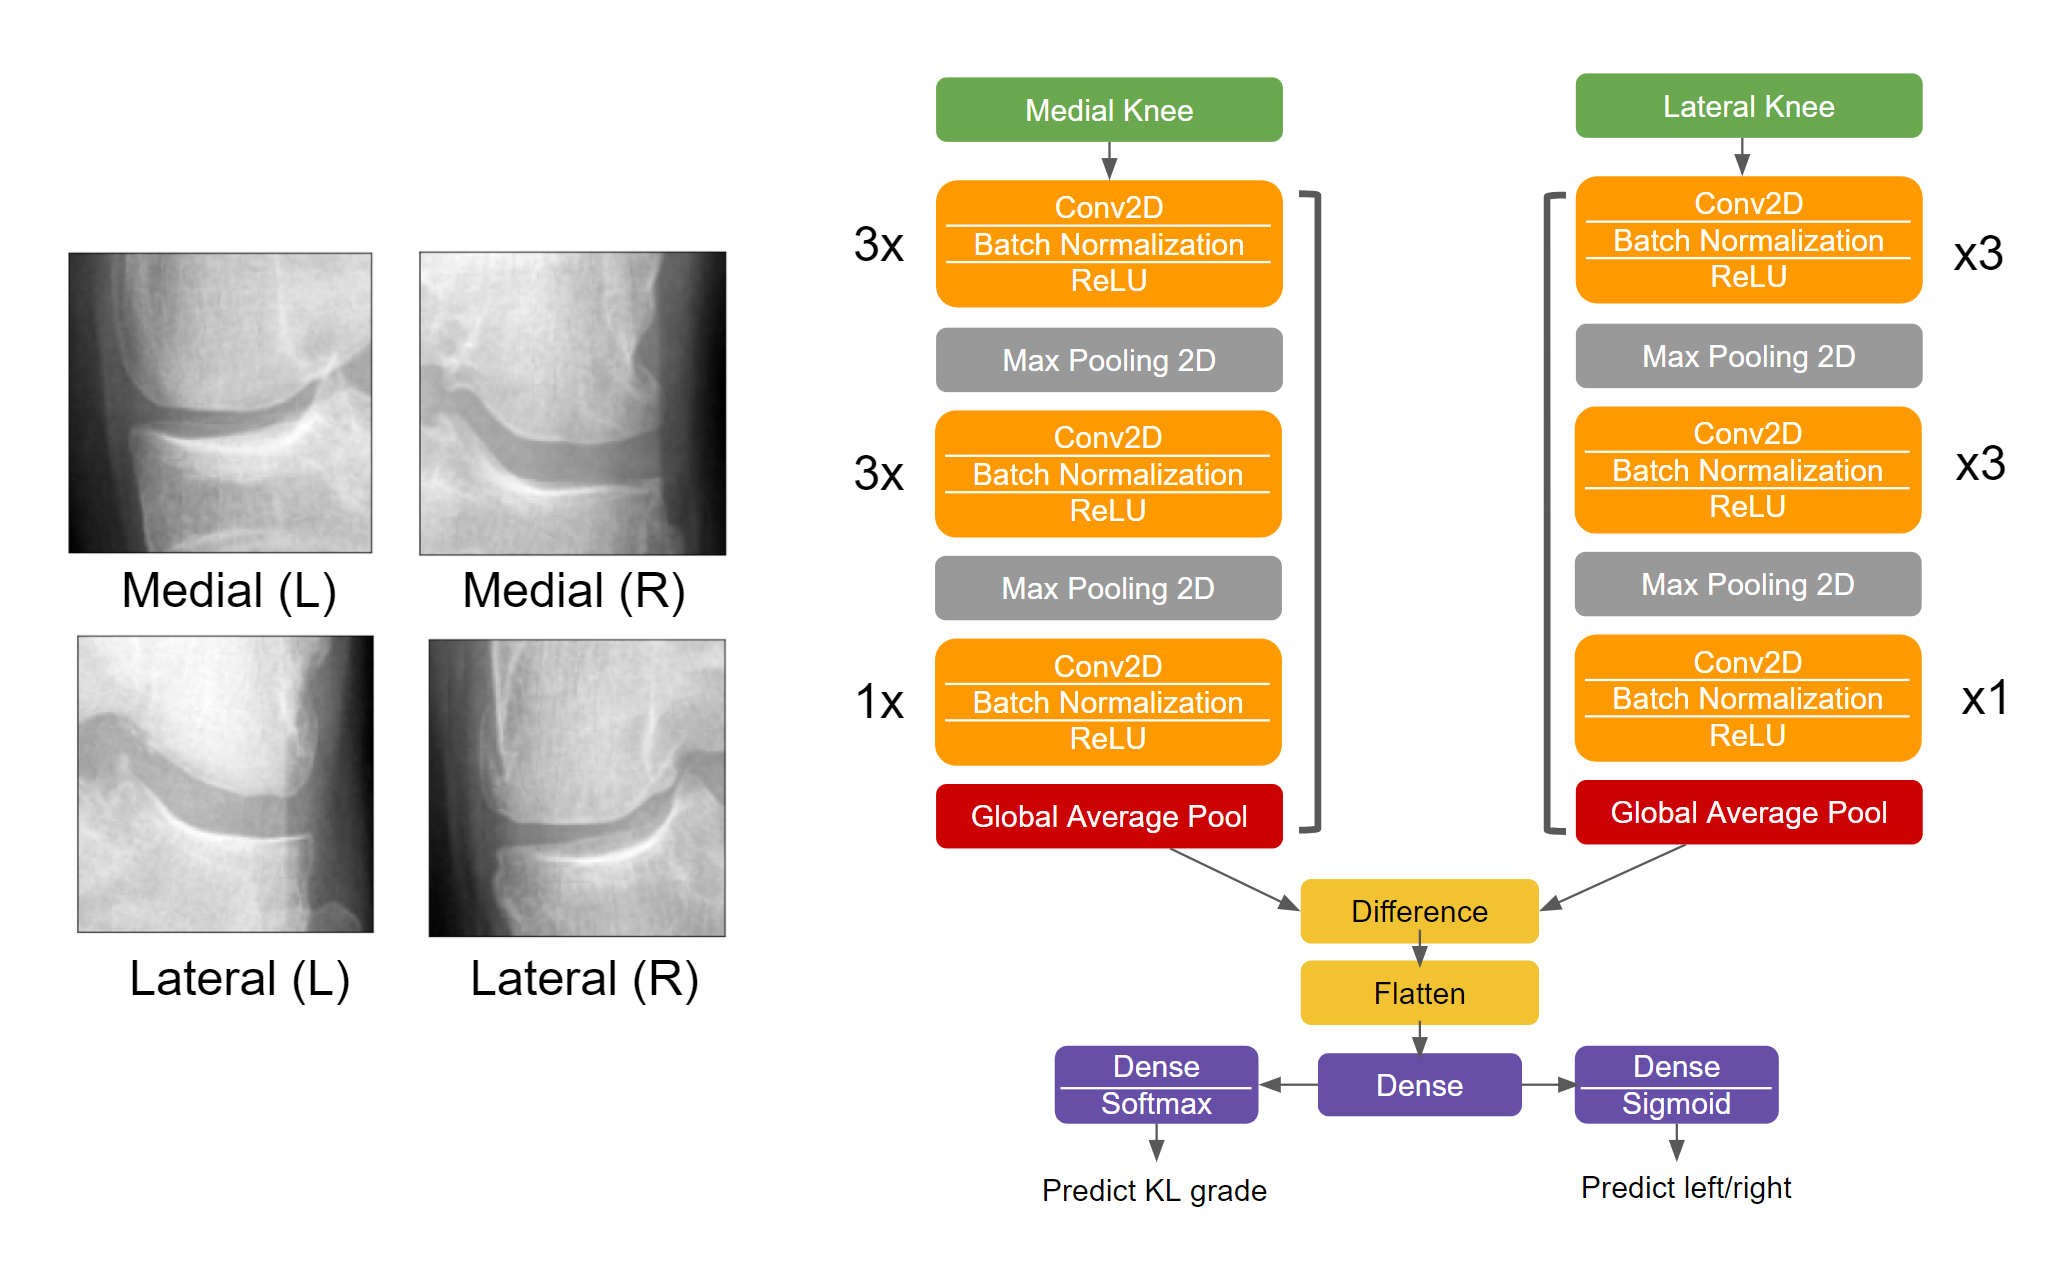 Medial (L)
Medial (R)
Lateral (L)
Lateral (R)
Medial Knee
3x
Conv2D
Batch Normalization
ReLU
Max Pooling 2D
3x
Conv2D
Batch Normalization
ReLU
Max Pooling 2D
1x
Conv2D
Batch Normalization
ReLU
Global Average Pool
Lateral Knee
Conv2D
Batch Normalization
ReLU
x3
Max Pooling 2D
Conv2D
Batch Normalization
ReLU
x3
Max Pooling 2D
Conv2D
Batch Normalization
ReLU
x1
Global Average Pool
Difference
Flatten
Dense
Dense
Softmax
Predict KL grade
Dense
Sigmoid
Predict left/right